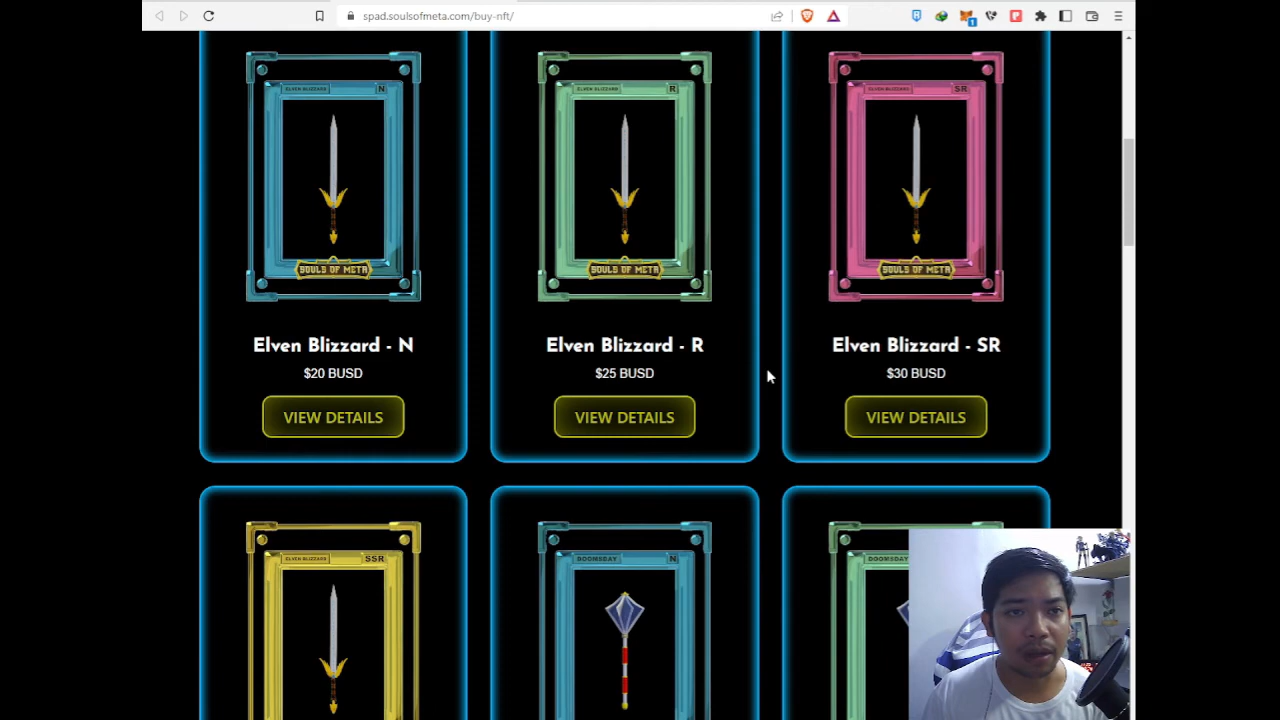 spad.soulsofmeta.com/buy-nft/
1
ELVEN BLIZZARD N
ELVEN BLIZZARD R
ELVEN BLIZZARD SR
SOULS OF META
SOULS OF META
SOULS OF META
Elven Blizzard - N
Elven Blizzard - R
Elven Blizzard - SR
$20 BUSD
$25 BUSD
$30 BUSD
VIEW DETAILS
VIEW DETAILS
VIEW DETAILS
ELVEN BLIZZARD SSR
DOOMSDAY N
DOOMSDAY